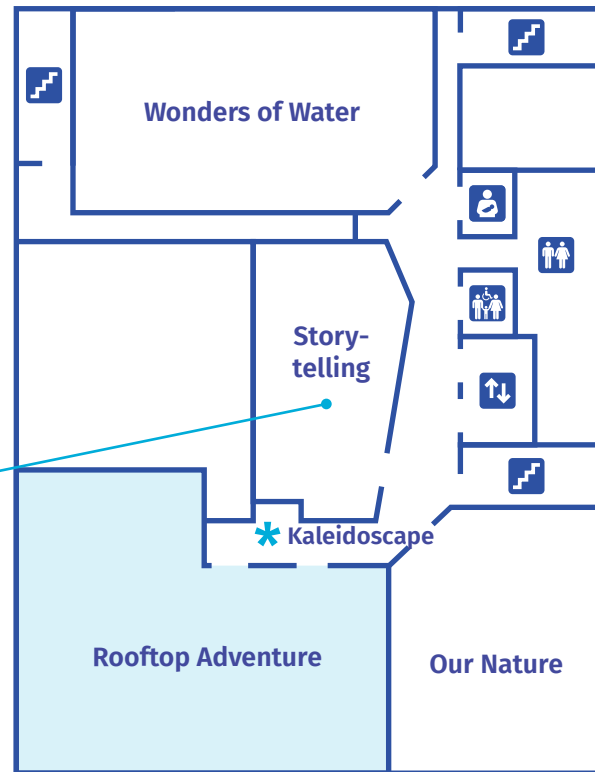 Wonders of Water
Story-
telling
Kaleidoscape
Rooftop Adventure
Our Nature